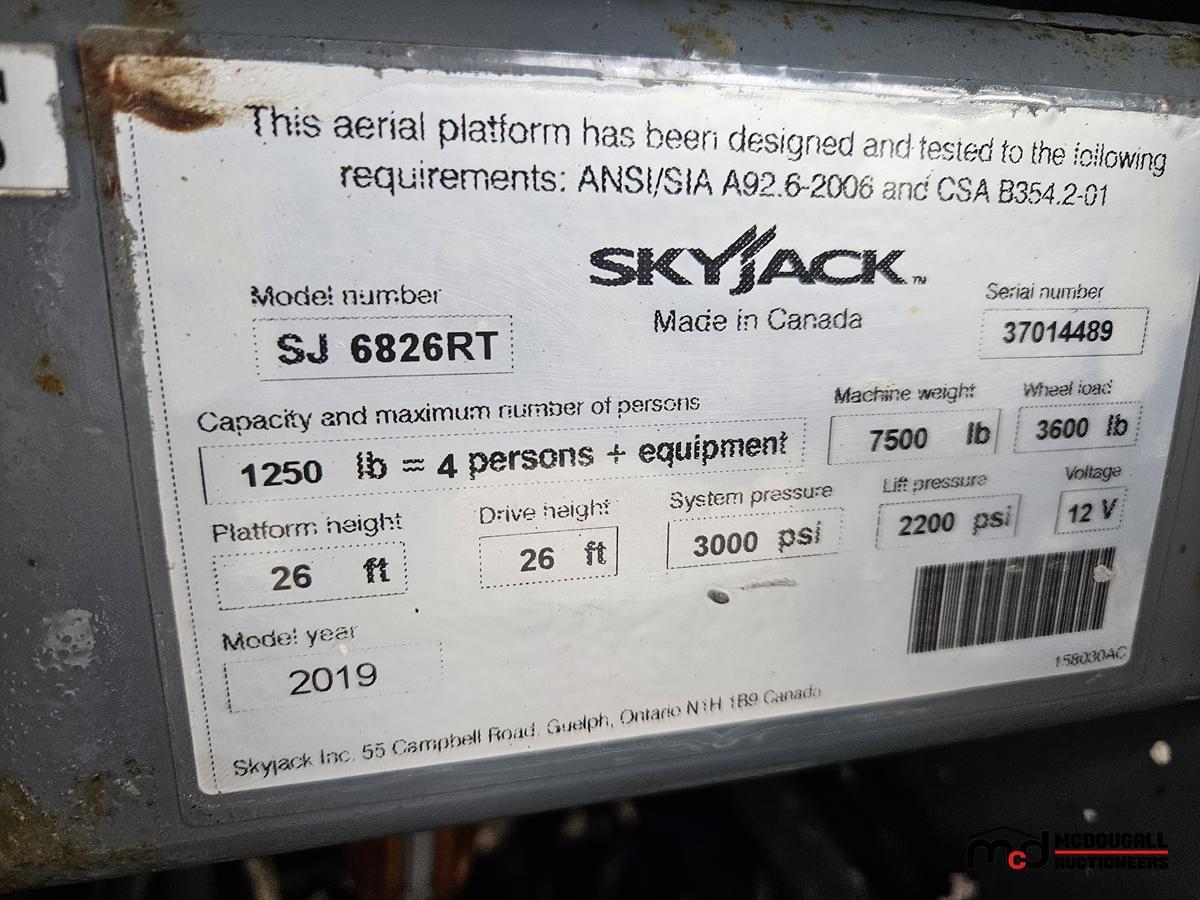 This aerial platform has been designed and tested to the following
requirements: ANSI/SIA A92.6-2006 and CSA B354.2-01
SKYJACK™
Made in Canada
Model number
SJ 6826RT
Serial number
37014489
Capacity and maximum number of persons
1250 lb = 4 persons + equipment
Machine weight
7500 lb
Wheel load
3600 lb
Platform height
26 ft
Drive height
26 ft
System pressure
3000 psi
Lift pressure
2200 psi
Voltage
12 V
Model year
2019
158030AC
Skyjack Inc. 55 Campbell Road, Guelph, Ontario N1H 1B9 Canada
mcd MCDOUGALL
AUCTIONEERS